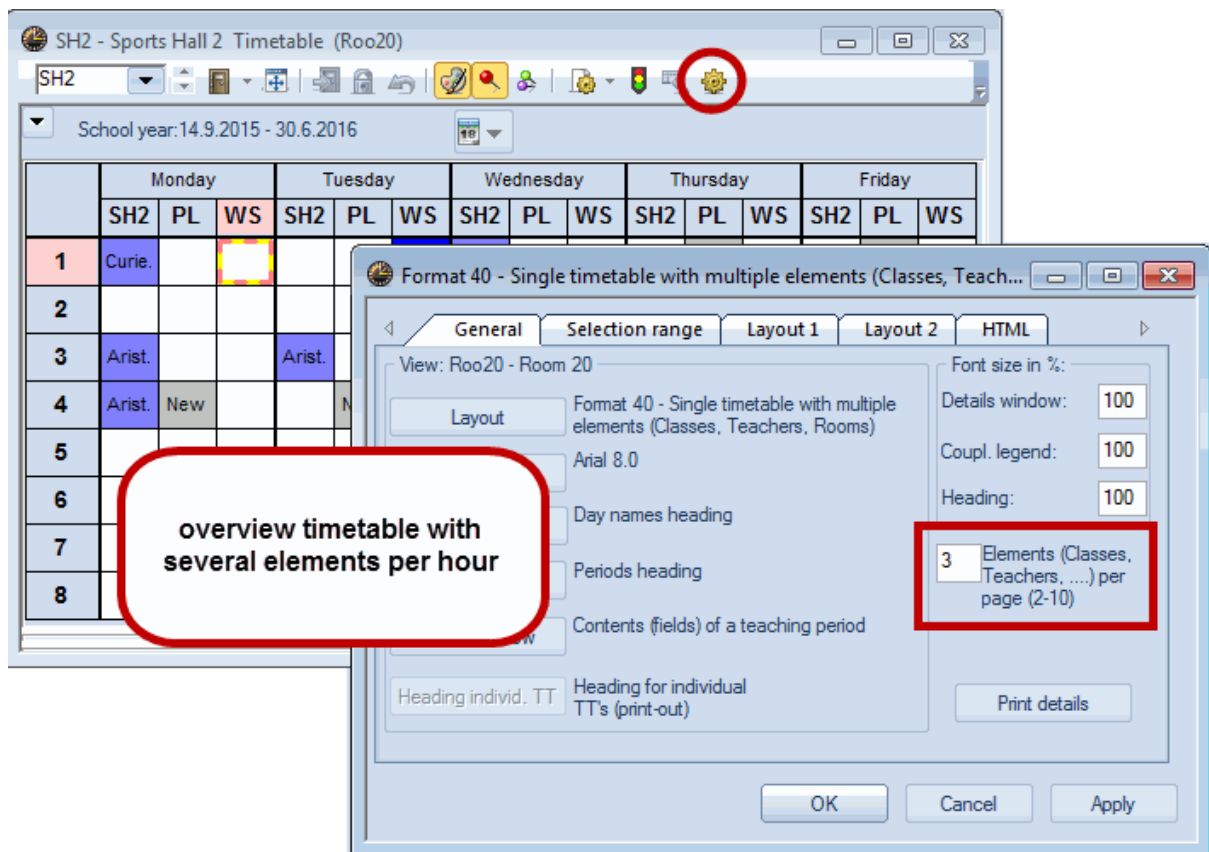 SH2 - Sports Hall 2 Timetable (Roo20)
SH2
School year:14.9.2015 - 30.6.2016
18
Monday Tuesday Wednesday Thursday Friday
SH2 PL WS SH2 PL WS SH2 PL WS SH2 PL WS SH2 PL WS
1 Curie.
2
3 Arist. Arist.
4 Arist. New N
5
6
7
8
overview timetable with
several elements per hour
Format 40 - Single timetable with multiple elements (Classes, Teach...
General Selection range Layout 1 Layout 2 HTML
View: Roo20 - Room 20
Layout
Format 40 - Single timetable with multiple
elements (Classes, Teachers, Rooms)
Arial 8.0
Day names heading
Periods heading
Contents (fields) of a teaching period
Heading individ. TT
Heading for individual
TT's (print-out)
Font size in %:
Details window: 100
Coupl. legend: 100
Heading: 100
3 Elements (Classes,
Teachers, ....) per
page (2-10)
Print details
OK Cancel Apply